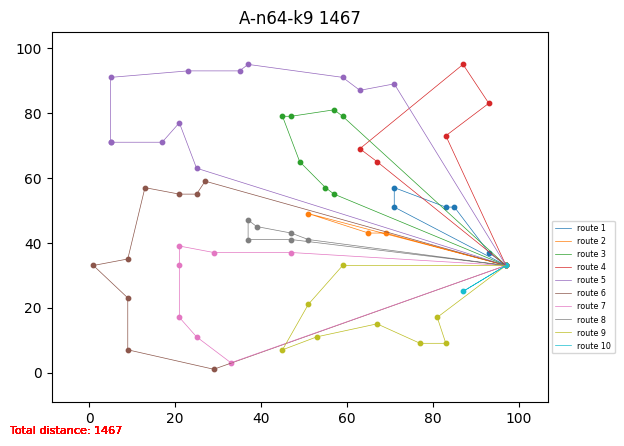 A-n64-k9 1467
100
80
60
40
20
0
0 20 40 60 80 100
route 1
route 2
route 3
route 4
route 5
route 6
route 7
route 8
route 9
route 10
Total distance: 1467